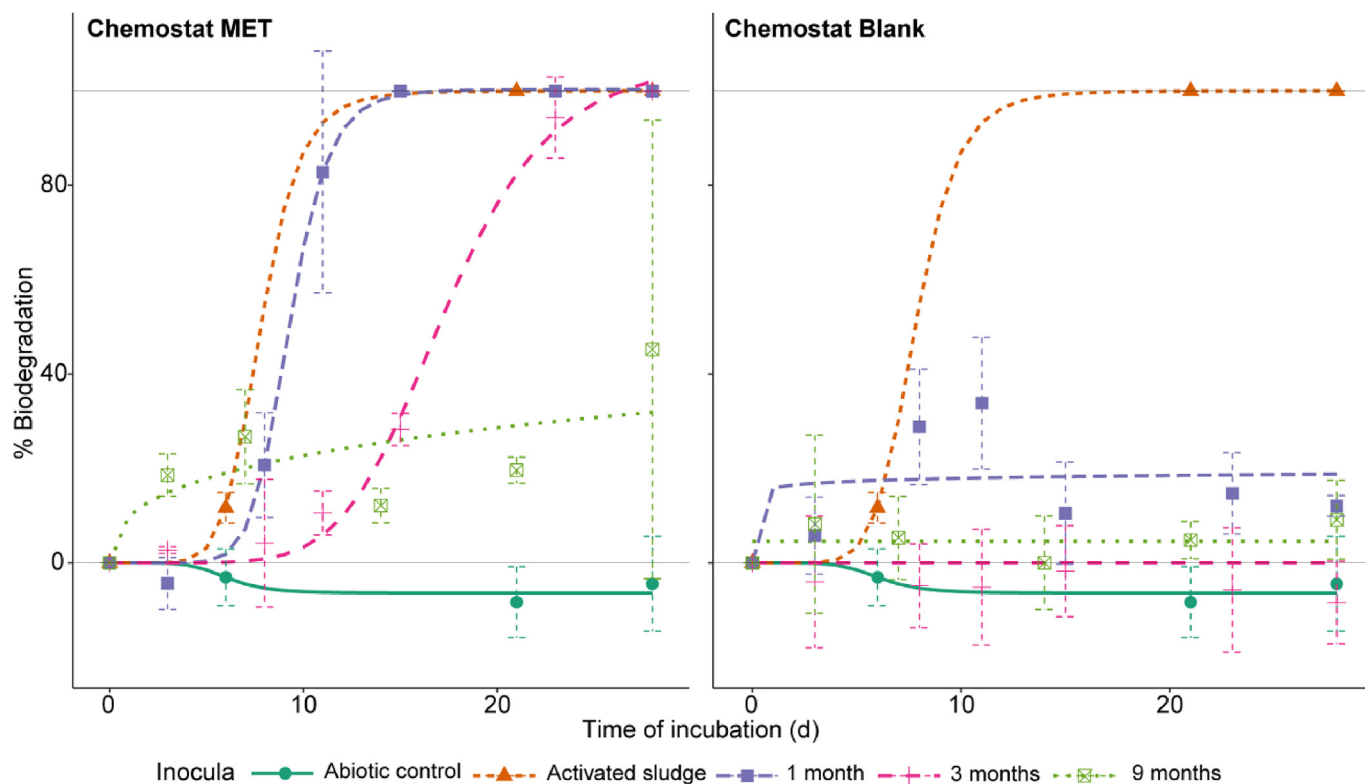 Chemostat MET
Chemostat Blank
% Biodegradation
80
40
0
0
10
20
0
10
20
Time of incubation (d)
Inocula Abiotic control Activated sludge 1 month 3 months 9 months